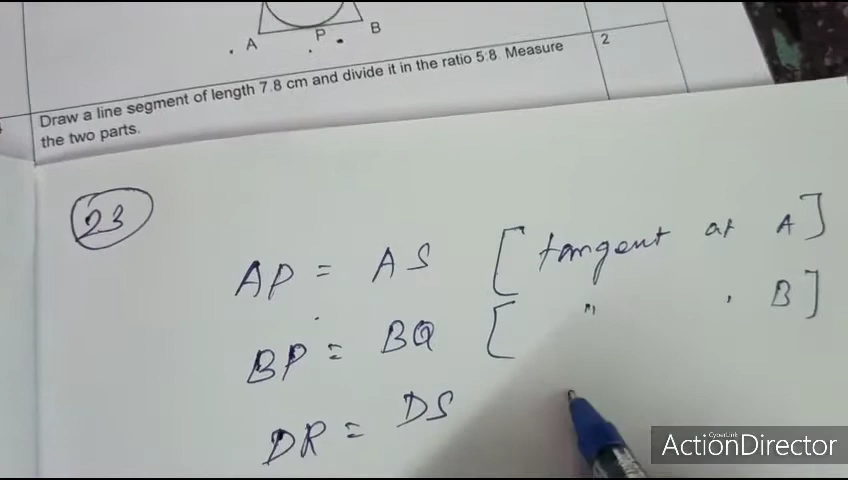 A P B
Draw a line segment of length 7.8 cm and divide it in the ratio 5:8. Measure 2
the two parts.
23
AP = AS [tangent at A]
BP = BQ [ " , B]
DR = DS
CyberLink
ActionDirector